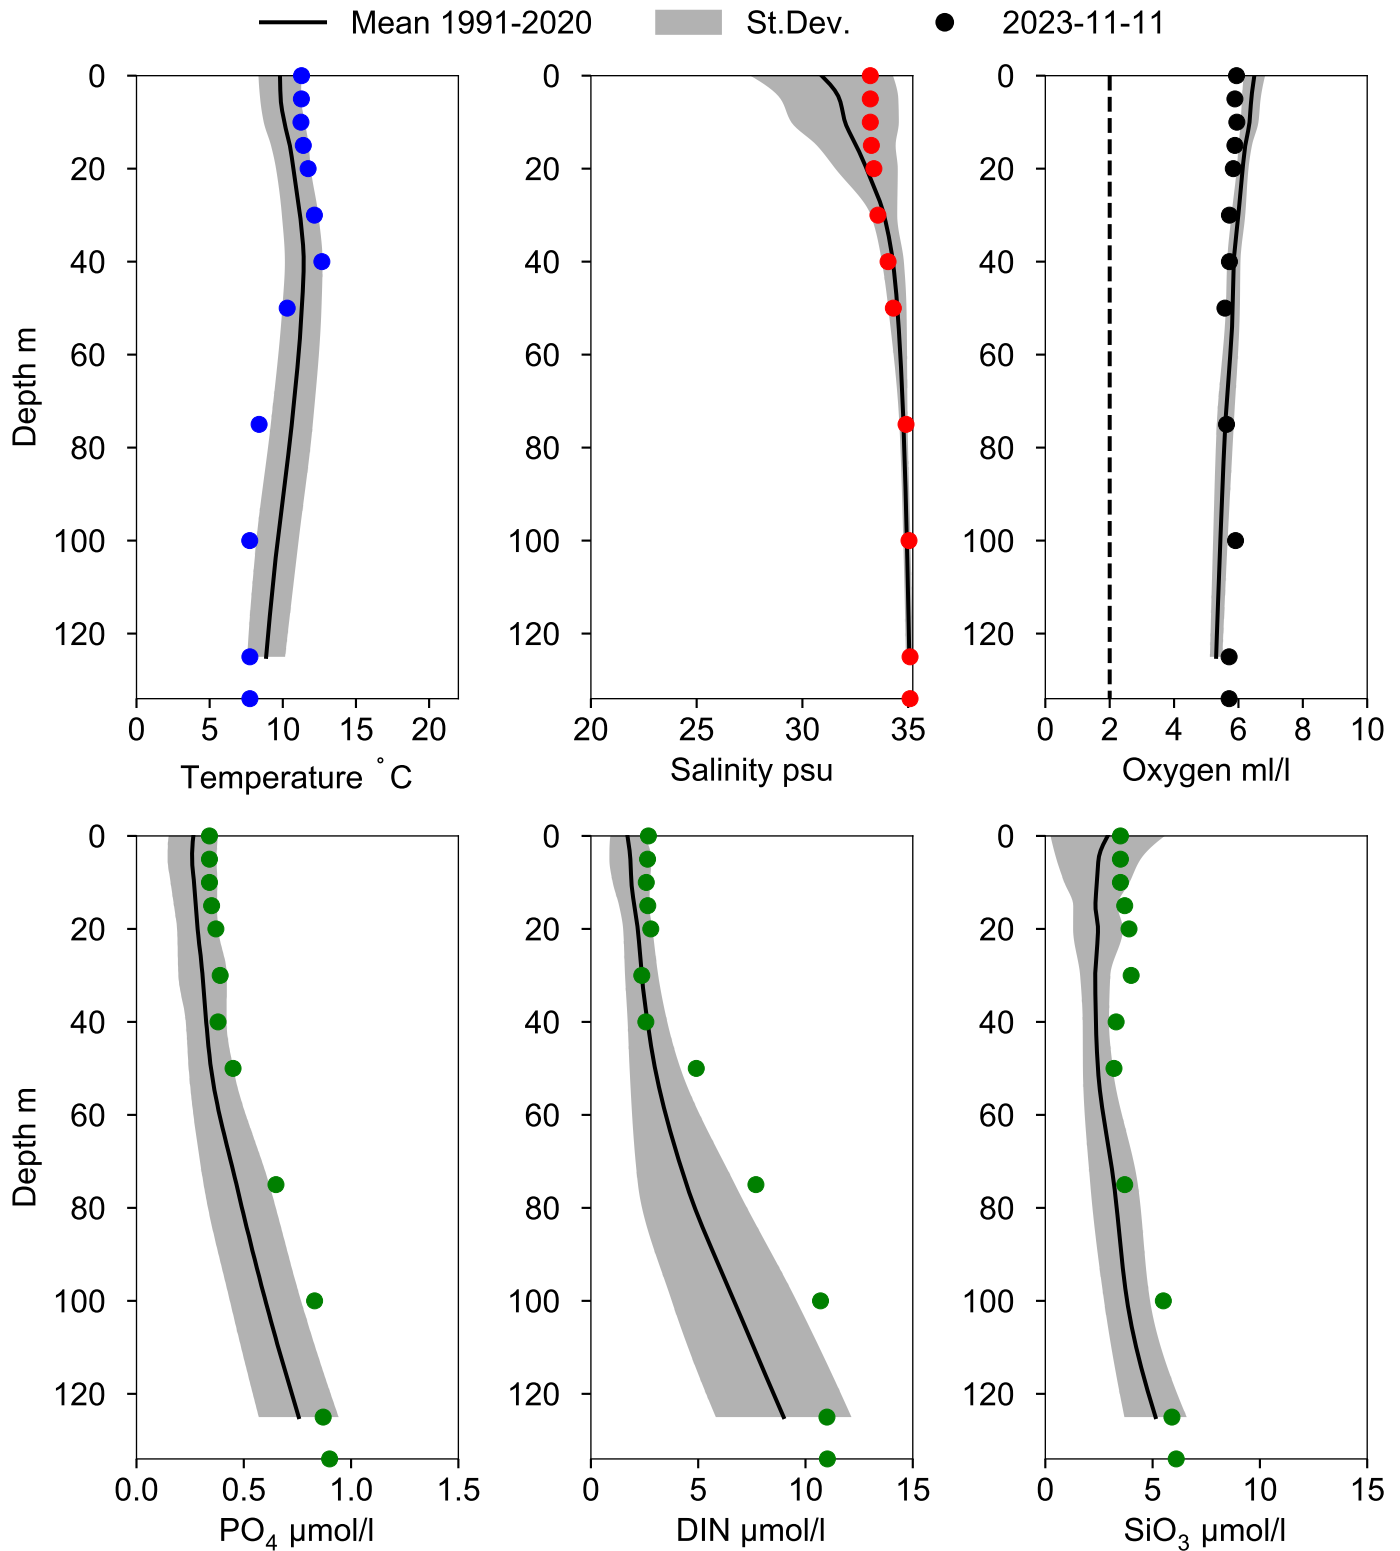 Mean 1991-2020 St.Dev. 2023-11-11
0 0 0
20 20 20
40 40 40
60 60 60
80 80 80
100 100 100
120 120 120
Depth m
0 5 10 15 20 20 25 30 35 0 2 4 6 8 10
Temperature ˚C Salinity psu Oxygen ml/l
0 0 0
20 20 20
40 40 40
60 60 60
80 80 80
100 100 100
120 120 120
Depth m
0.0 0.5 1.0 1.5 0 5 10 15 0 5 10 15
PO₄ µmol/l DIN µmol/l SiO₃ µmol/l